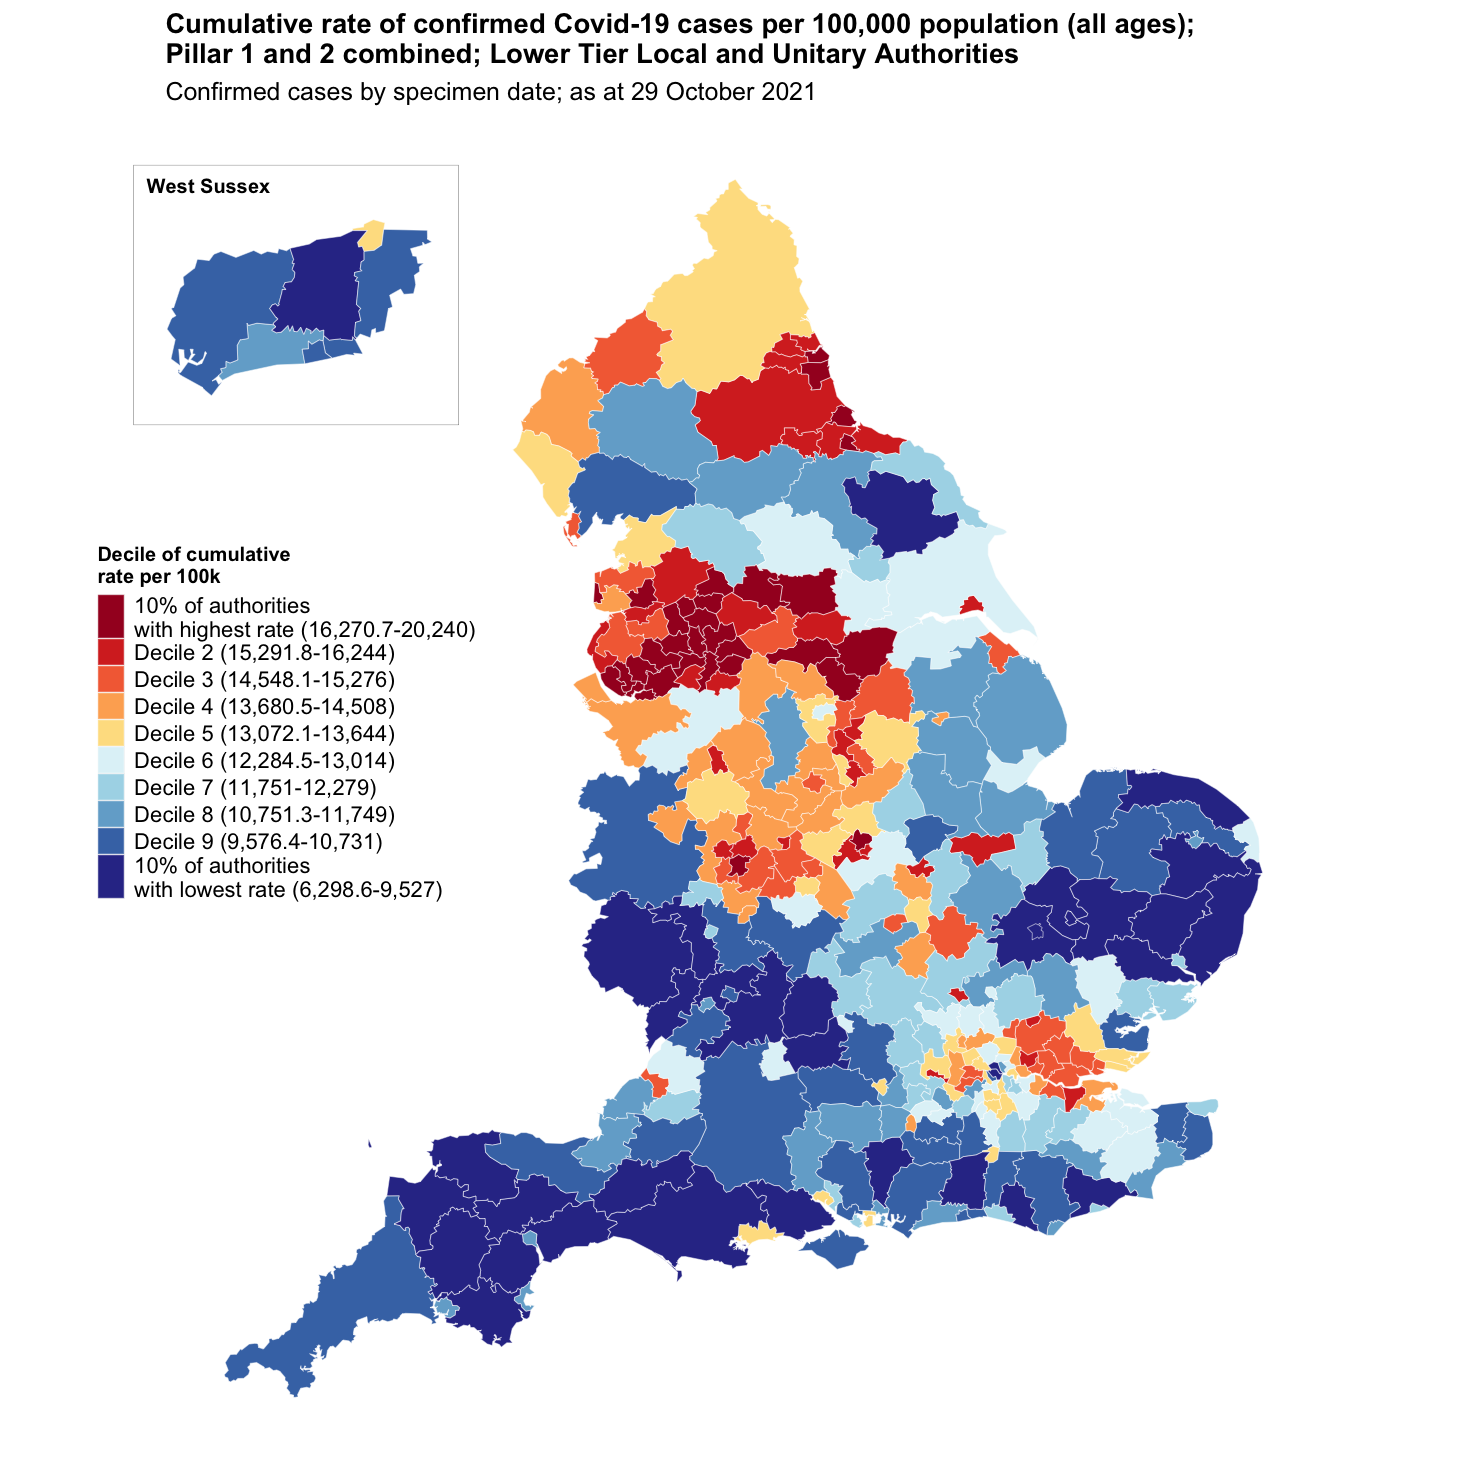 Cumulative rate of confirmed Covid-19 cases per 100,000 population (all ages);
Pillar 1 and 2 combined; Lower Tier Local and Unitary Authorities
Confirmed cases by specimen date; as at 29 October 2021
West Sussex
Decile of cumulative
rate per 100k
10% of authorities
with highest rate (16,270.7-20,240)
Decile 2 (15,291.8-16,244)
Decile 3 (14,548.1-15,276)
Decile 4 (13,680.5-14,508)
Decile 5 (13,072.1-13,644)
Decile 6 (12,284.5-13,014)
Decile 7 (11,751-12,279)
Decile 8 (10,751.3-11,749)
Decile 9 (9,576.4-10,731)
10% of authorities
with lowest rate (6,298.6-9,527)